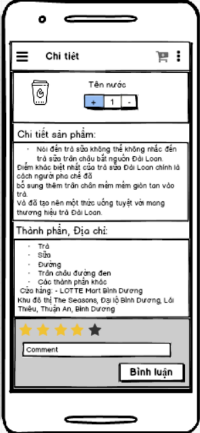 Chi tiết
Tên nước
+ 1 -
Chi tiết sản phẩm:
- Nói đến trà sữa không thể không nhắc đến
trà sữa trân châu bắt nguồn Đài Loan.
Điểm khác biệt nhất của trà sữa Đài Loan chính là
cách người pha chế đã
bổ sung thêm trân chân mềm mềm giòn tan vào
trà.
Và đã tạo nên một thức uống tuyệt vời mang
thương hiệu trà Đài Loan.
Thành phần, Địa chỉ:
- Trà
- Sữa
- Đường
- Trân châu đường đen
- Các thành phần khác
Cửa hàng: - LOTTE Mart Bình Dương
Khu đô thị The Seasons, Đại lộ Bình Dương, Lái
Thiêu, Thuận An, Bình Dương
Comment
Bình luận